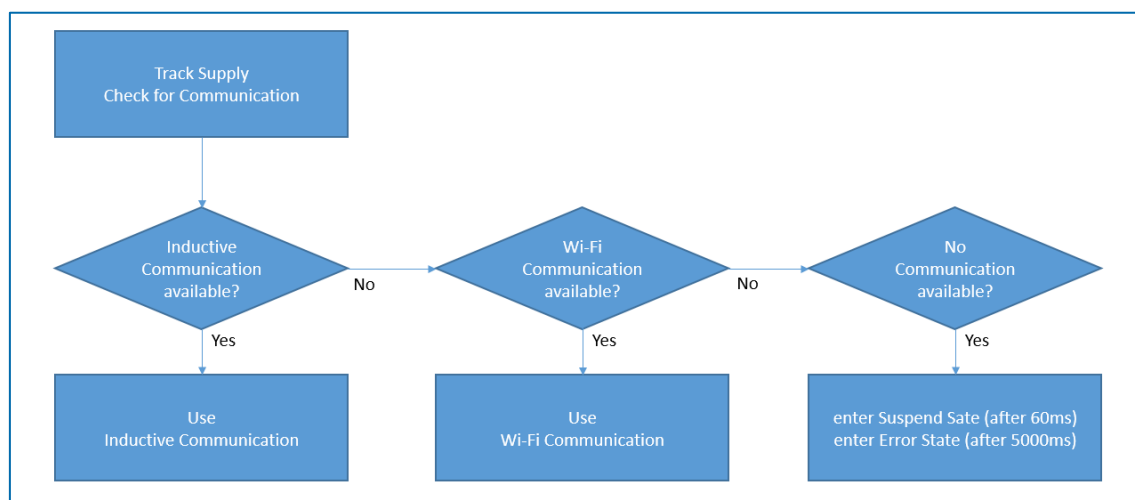 Track Supply
Check for Communication
Inductive
Communication
available?
No
Wi-Fi
Communication
available?
No
No
Communication
available?
Yes
Yes
Yes
Use
Inductive Communication
Use
Wi-Fi Communication
enter Suspend Sate (after 60ms)
enter Error State (after 5000ms)